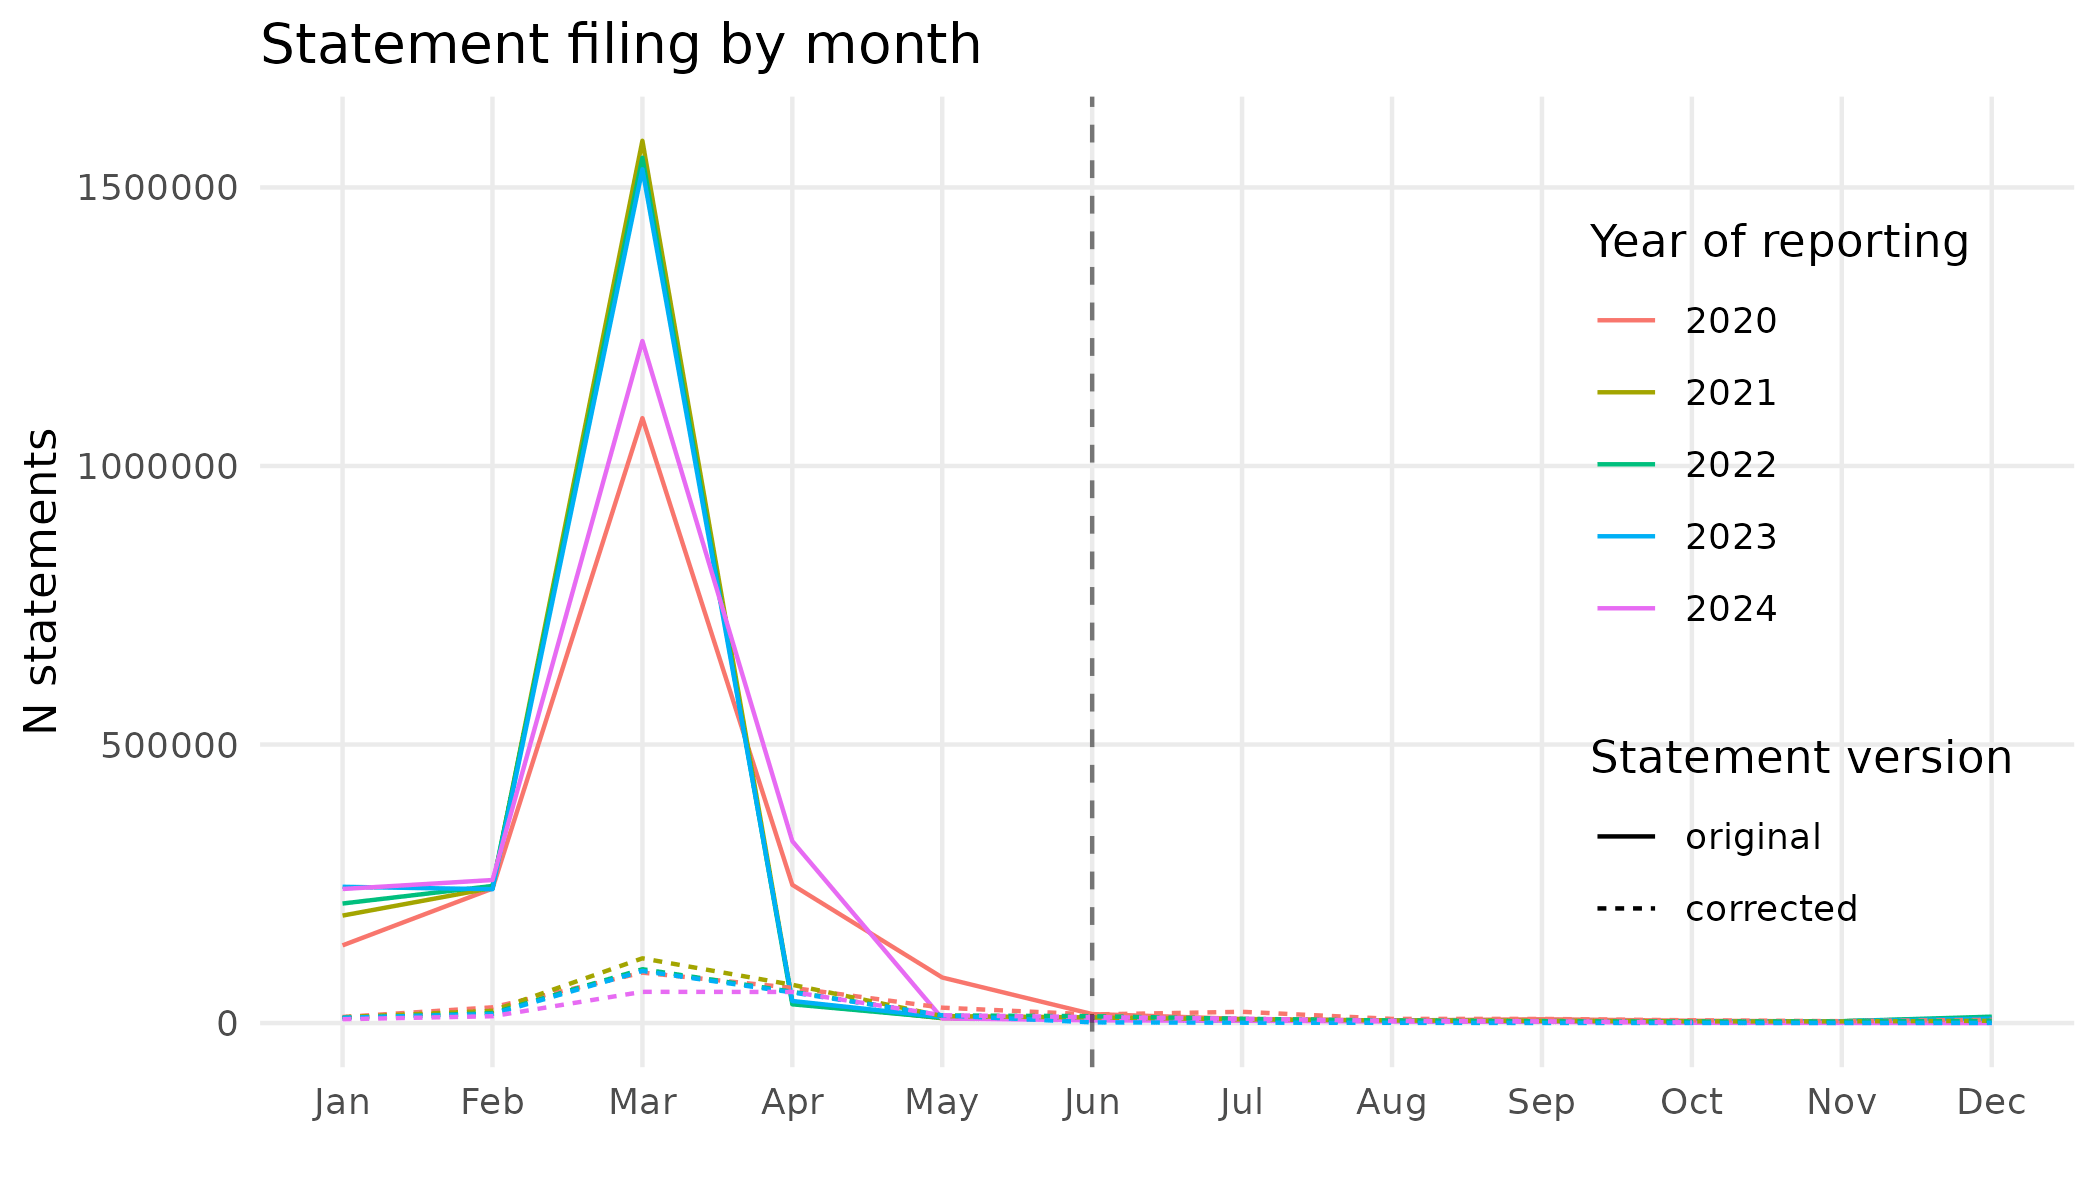 Statement filing by month
N statements
1500000
1000000
500000
0
Jan Feb Mar Apr May Jun Jul Aug Sep Oct Nov Dec
Year of reporting
2020
2021
2022
2023
2024
Statement version
original
corrected